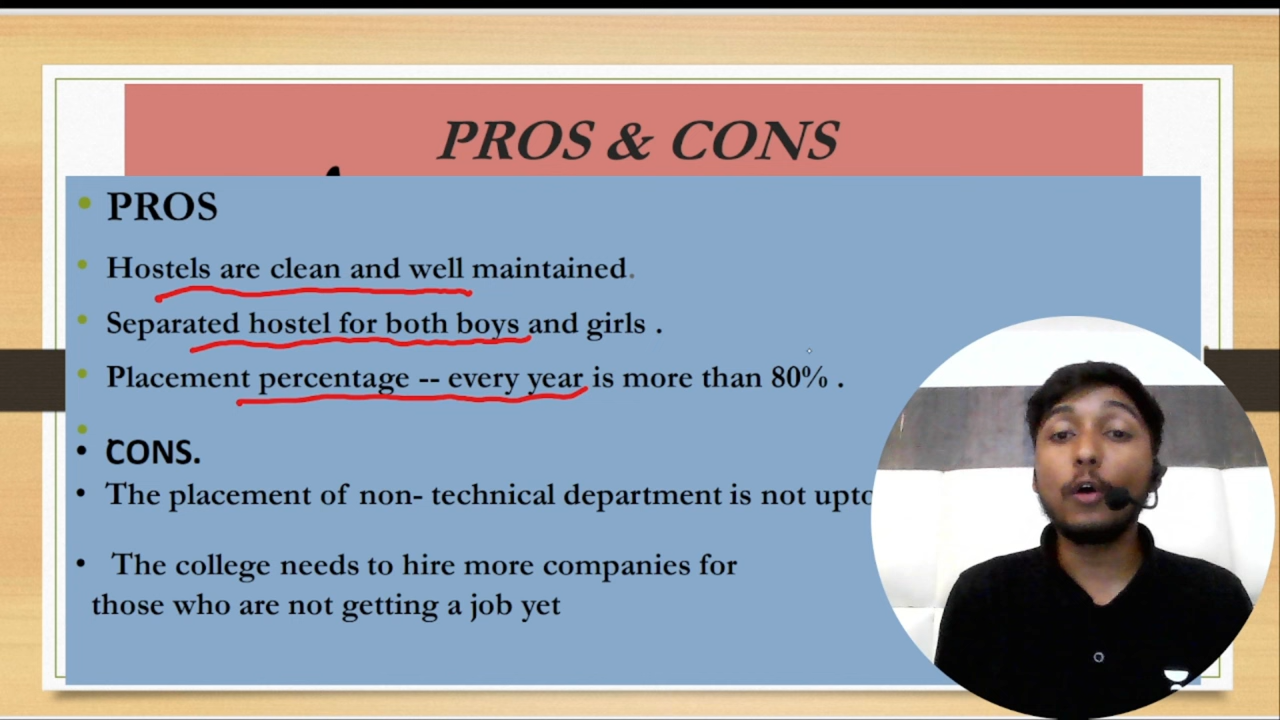 PROS & CONS
PROS
Hostels are clean and well maintained.
Separated hostel for both boys and girls .
Placement percentage -- every year is more than 80% .
CONS.
The placement of non- technical department is not upto
The college needs to hire more companies for
those who are not getting a job yet